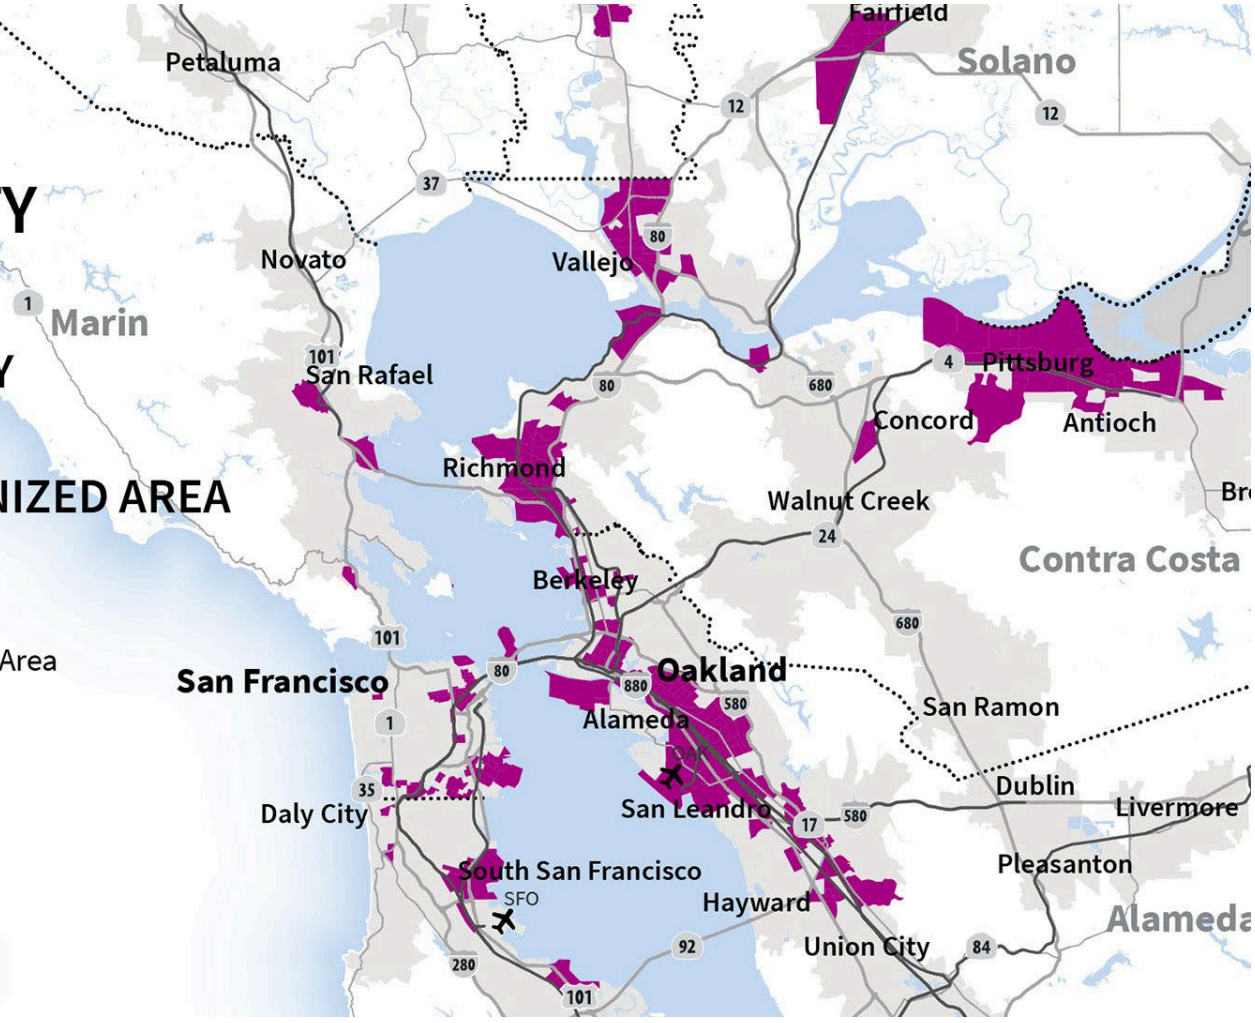 Fairfield
Petaluma
Solano
12
12
37
Y
80
Vallejo
Novato
1
Marin
101
San Rafael
Y
80
680
4
Pittsburg
Concord
Antioch
Richmond
NIZED AREA
Walnut Creek
Bre
24
Contra Costa
Berkeley
101
680
Area
San Francisco
80
Oakland
880
580
1
Alameda
San Ramon
OAK
35
Dublin
Daly City
San Leandro
17
580
Livermore
South San Francisco
Pleasanton
SFO
Hayward
Alameda
92
Union City
84
280
101